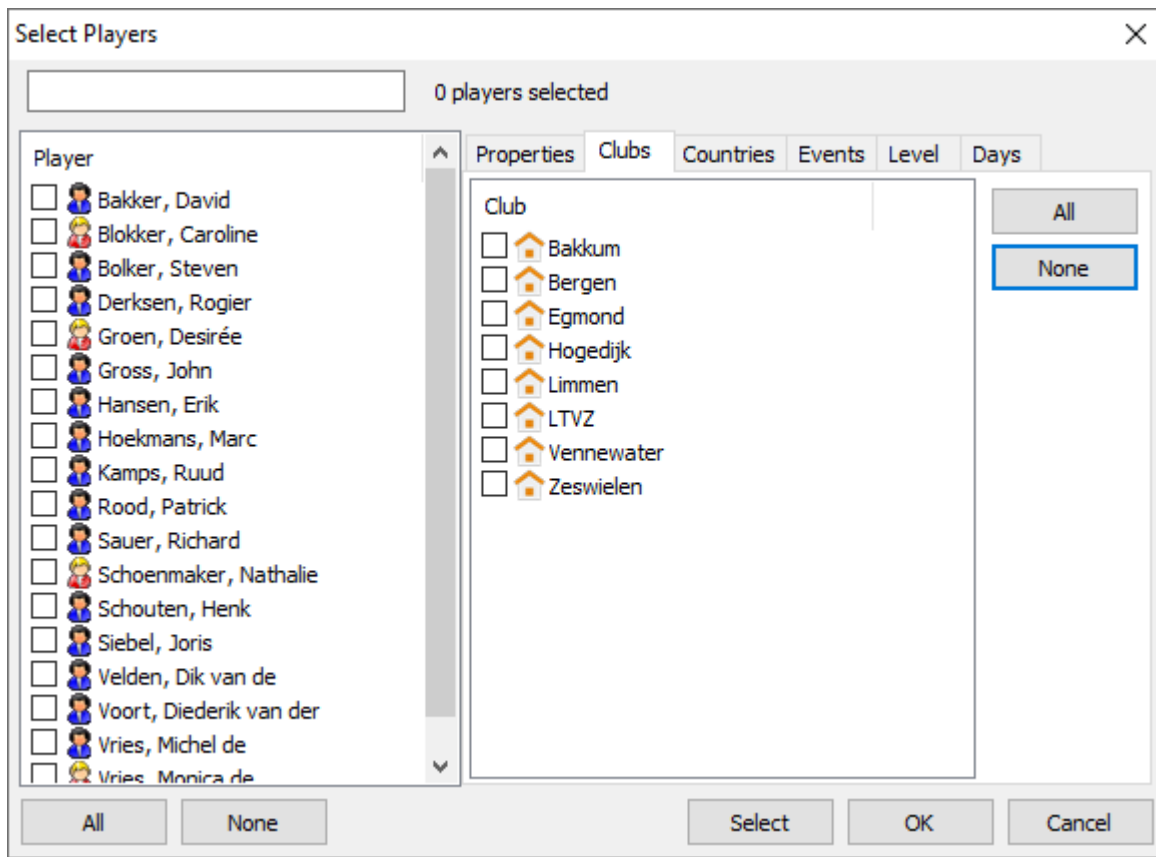 Select Players
0 players selected
Player
Bakker, David
Blokker, Caroline
Bolker, Steven
Derksen, Rogier
Groen, Desirée
Gross, John
Hansen, Erik
Hoekmans, Marc
Kamps, Ruud
Rood, Patrick
Sauer, Richard
Schoenmaker, Nathalie
Schouten, Henk
Siebel, Joris
Velden, Dik van de
Voort, Diederik van der
Vries, Michel de
Vries, Monica de
Properties Clubs Countries Events Level Days
Club
Bakkum
Bergen
Egmond
Hogedijk
Limmen
LTVZ
Vennewater
Zeswielen
All
None
All None Select OK Cancel